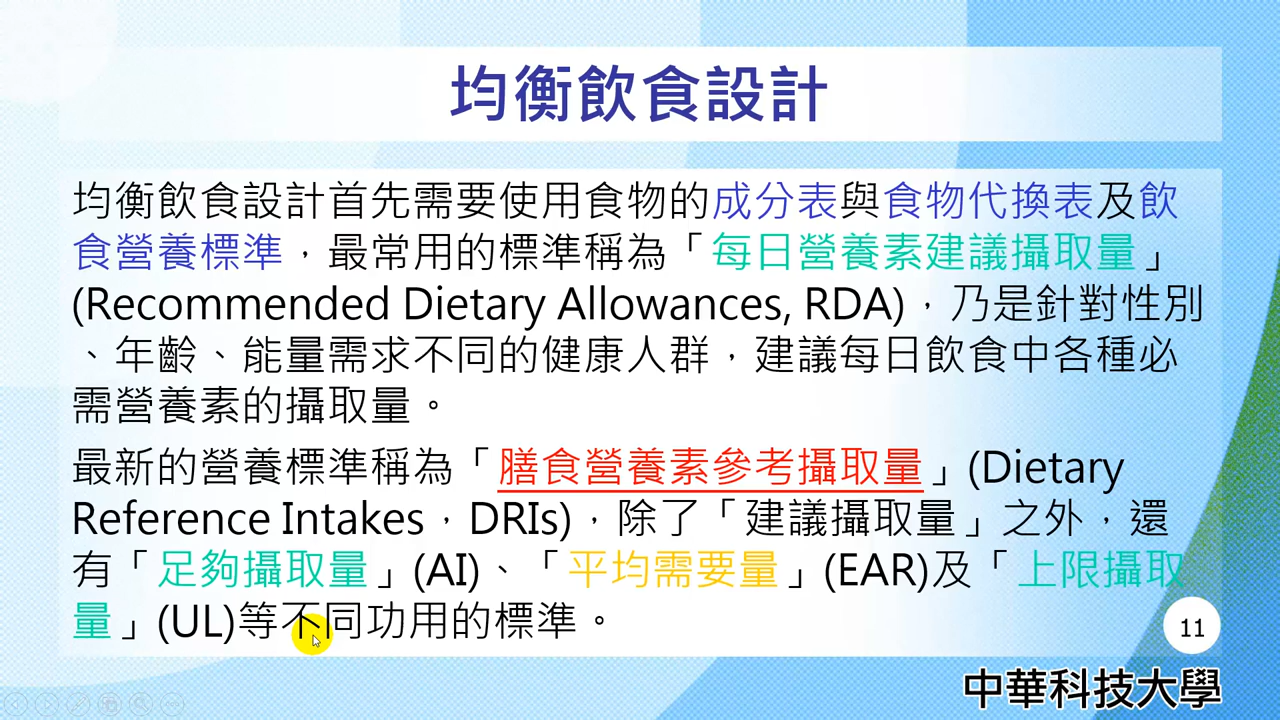 均衡飲食設計
均衡飲食設計首先需要使用食物的成分表與食物代換表及飲
食營養標準，最常用的標準稱為「每日營養素建議攝取量」
(Recommended Dietary Allowances, RDA)，乃是針對性別
、年齡、能量需求不同的健康人群，建議每日飲食中各種必
需營養素的攝取量。
最新的營養標準稱為「膳食營養素參考攝取量」(Dietary
Reference Intakes，DRIs)，除了「建議攝取量」之外，還
有「足夠攝取量」(AI)、「平均需要量」(EAR)及「上限攝取
量」(UL)等不同功用的標準。
11
中華科技大學